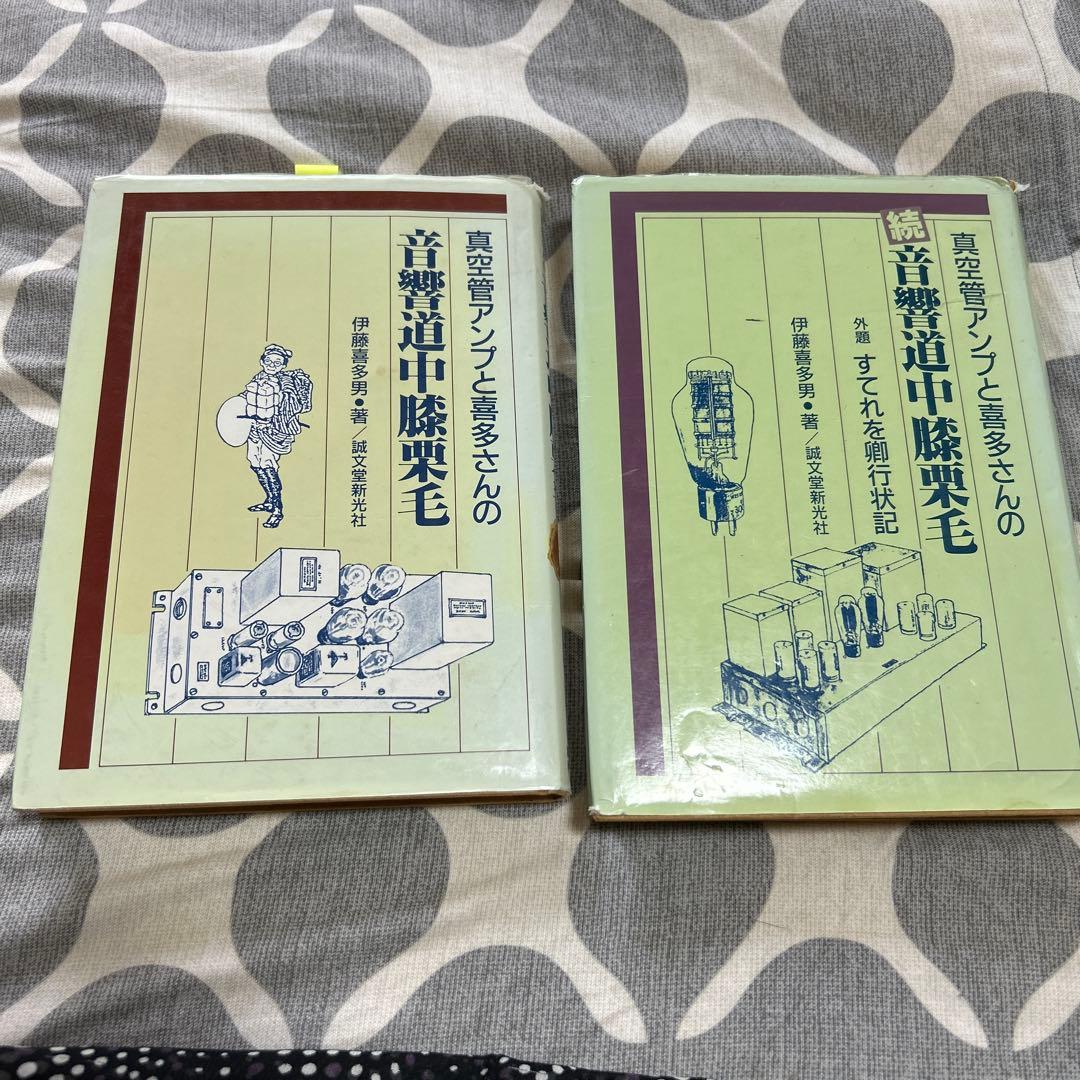 真空管アンプと喜多さんの
音響道中膝栗毛
伊藤喜多男・著／誠文堂新光社
真空管アンプと喜多さんの
続
音響道中膝栗毛
外題 すてれを卿行状記
伊藤喜多男・著／誠文堂新光社